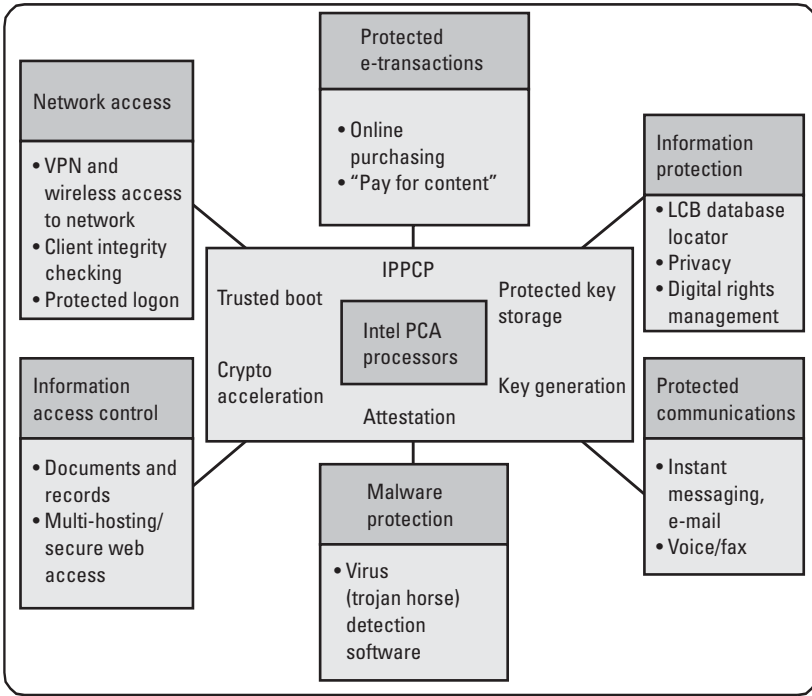 Protected
e-transactions
• Online
purchasing
• “Pay for content”
Network access
• VPN and
wireless access
to network
• Client integrity
checking
• Protected logon
Information
protection
• LCB database
locator
• Privacy
• Digital rights
management
IPPCP
Trusted boot
Protected key
storage
Intel PCA
processors
Crypto
acceleration
Key generation
Attestation
Information
access control
• Documents and
records
• Multi-hosting/
secure web
access
Malware
protection
• Virus
(trojan horse)
detection
software
Protected
communications
• Instant
messaging,
e-mail
• Voice/fax